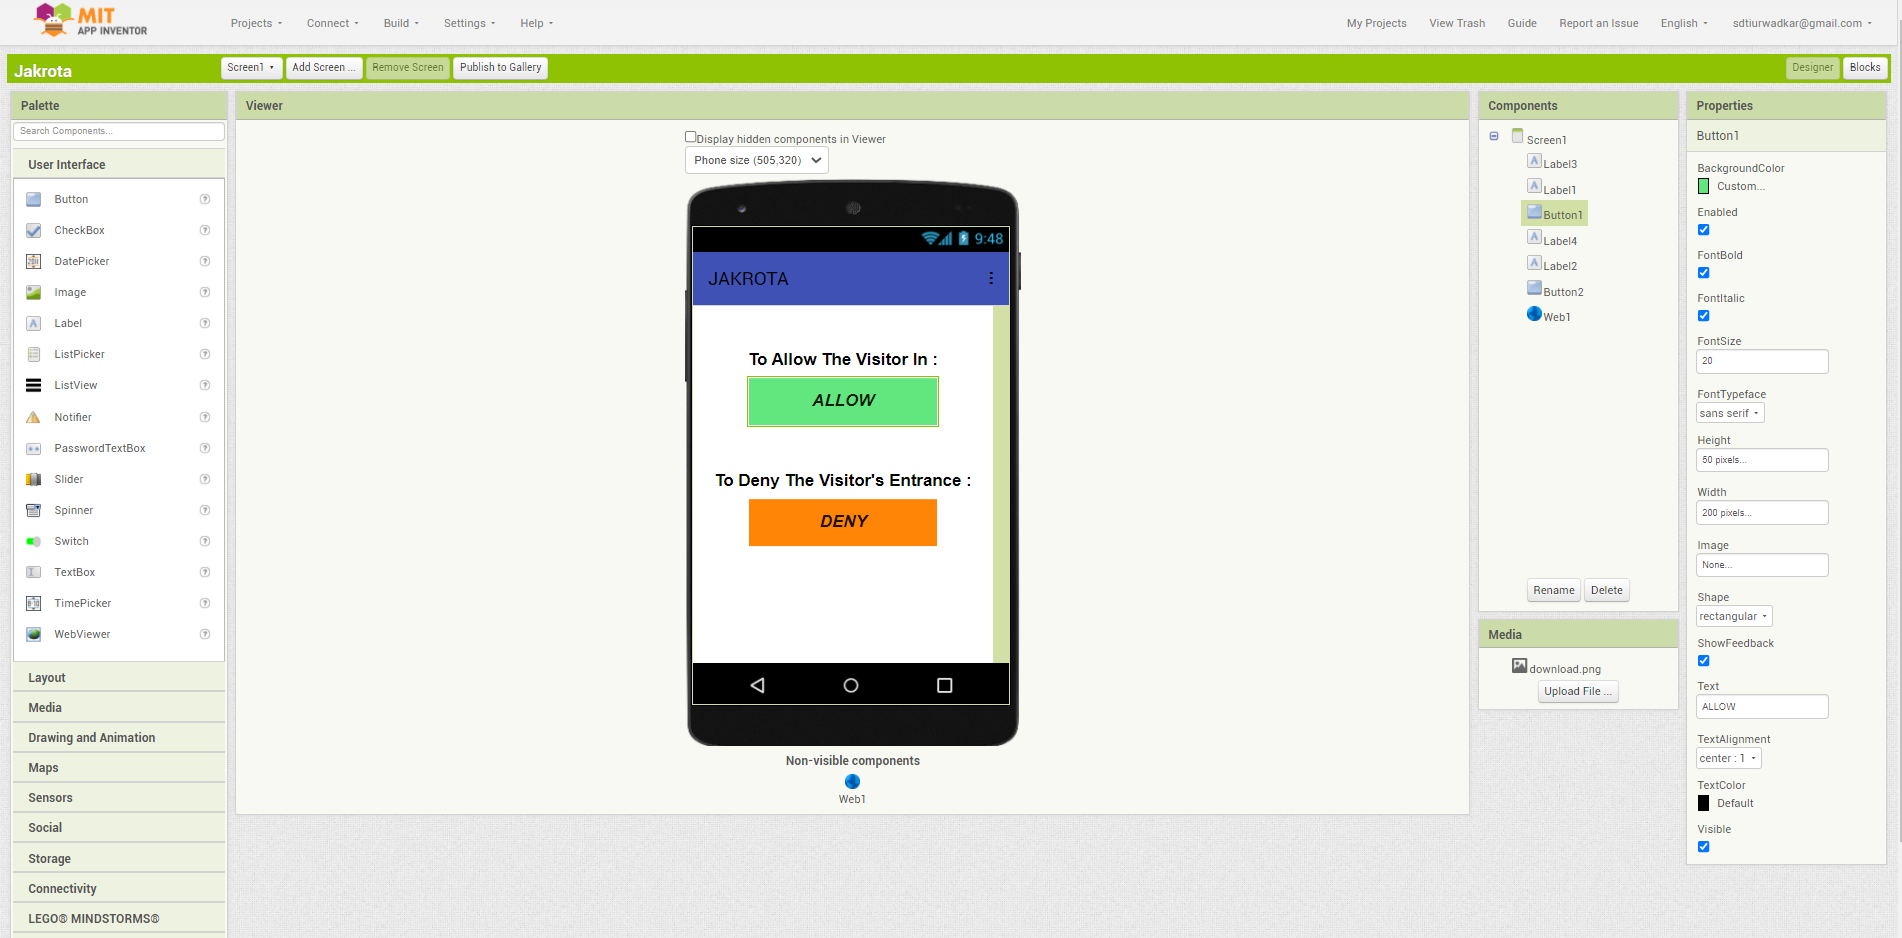 MIT
APP INVENTOR
Projects Connect Build Settings Help My Projects View Trash Guide Report an Issue English sdtiurwadkar@gmail.com
Jakrota Screen1 Add Screen ... Remove Screen Publish to Gallery Designer Blocks
Palette
Search Components...
User Interface
Button ?
CheckBox ?
DatePicker ?
Image ?
Label ?
ListPicker ?
ListView ?
Notifier ?
PasswordTextBox ?
Slider ?
Spinner ?
Switch ?
TextBox ?
TimePicker ?
WebViewer ?
Layout
Media
Drawing and Animation
Maps
Sensors
Social
Storage
Connectivity
LEGO® MINDSTORMS®
Viewer
Display hidden components in Viewer
Phone size (505,320)
9:48
JAKROTA
To Allow The Visitor In :
ALLOW
To Deny The Visitor's Entrance :
DENY
Non-visible components
Web1
Components
Screen1
A Label3
A Label1
Button1
A Label4
A Label2
Button2
Web1
Rename Delete
Media
download.png
Upload File ...
Properties
Button1
BackgroundColor
Custom...
Enabled
FontBold
FontItalic
FontSize
20
FontTypeface
sans serif
Height
50 pixels...
Width
200 pixels...
Image
None...
Shape
rectangular
ShowFeedback
Text
ALLOW
TextAlignment
center : 1
TextColor
Default
Visible